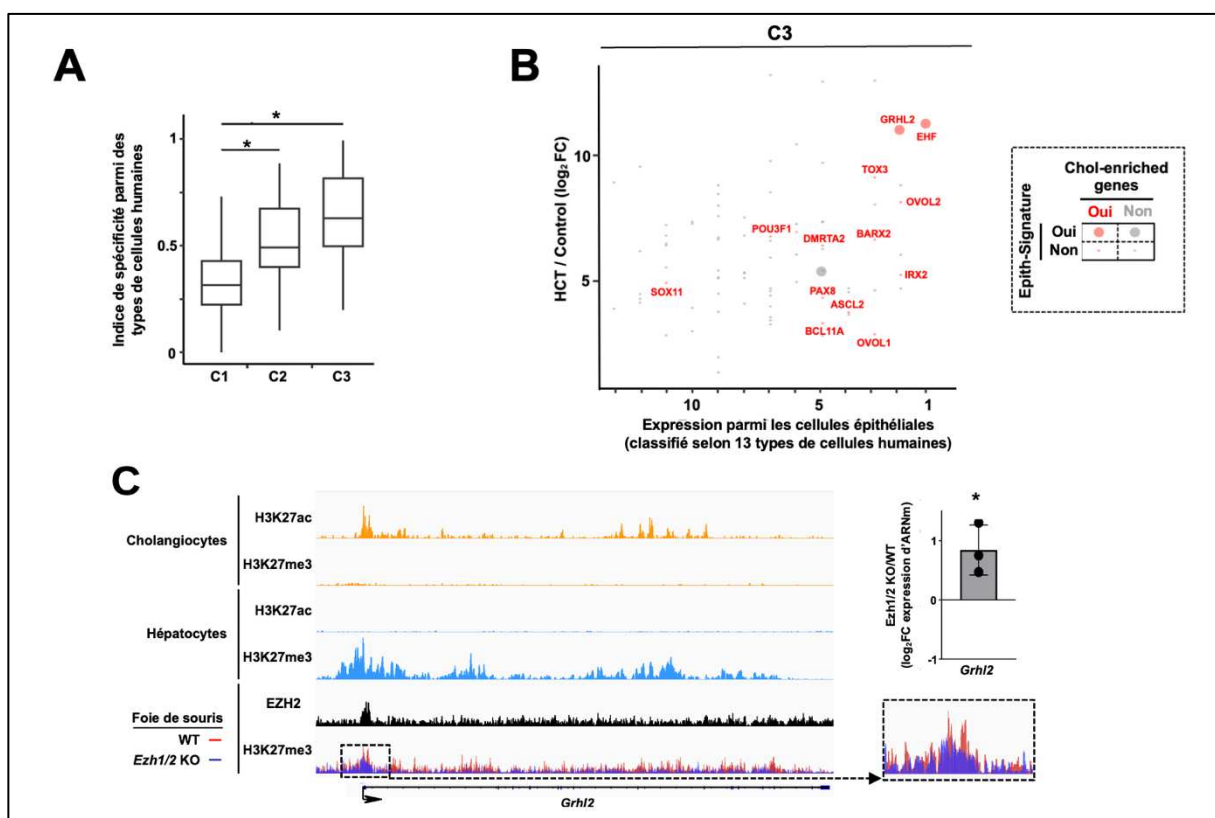 A
Indice de spécificité parmi des
types de cellules humaines
1
0.5
0
*
*
C1
C2
C3
B
C3
HCT / Control (log2 FC)
10
5
GRHL2
EHF
TOX3
OVOL2
POU3F1
DMRTA2
BARX2
IRX2
SOX11
PAX8
ASCL2
BCL11A
OVOL1
10
5
1
Expression parmi les cellules épithéliales
(classifié selon 13 types de cellules humaines)
Chol-enriched
genes
Oui
Non
Epith-Signature
Oui
Non
C
Cholangiocytes
H3K27ac
H3K27me3
Hépatocytes
H3K27ac
H3K27me3
EZH2
Foie de souris
WT
Ezh1/2 KO
H3K27me3
Grhl2
Ezh1/2 KO/WT
(log2FC expression d'ARNm)
*
1
0
-1
Grhl2